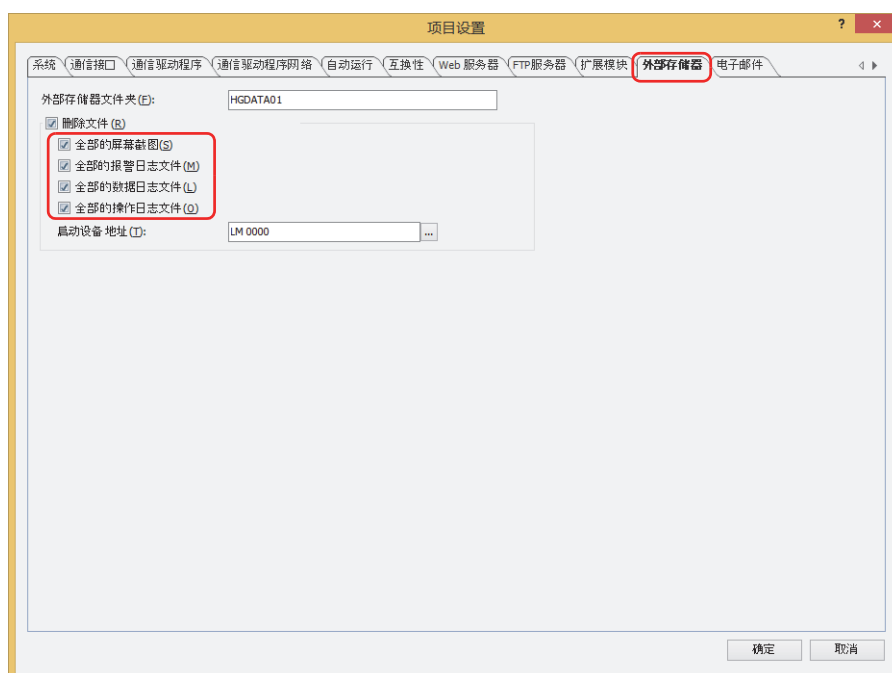 项目设置
? ×
系统 通信接口 通信驱动程序 通信驱动程序网络 自动运行 互换性 Web 服务器 FTP服务器 扩展模块 外部存储器 电子邮件
外部存储器文件夹(F): HGDATA01
删除文件(R)
全部的屏幕截图(S)
全部的报警日志文件(M)
全部的数据日志文件(L)
全部的操作日志文件(O)
启动设备 地址(T): LM 0000 ...
确定 取消